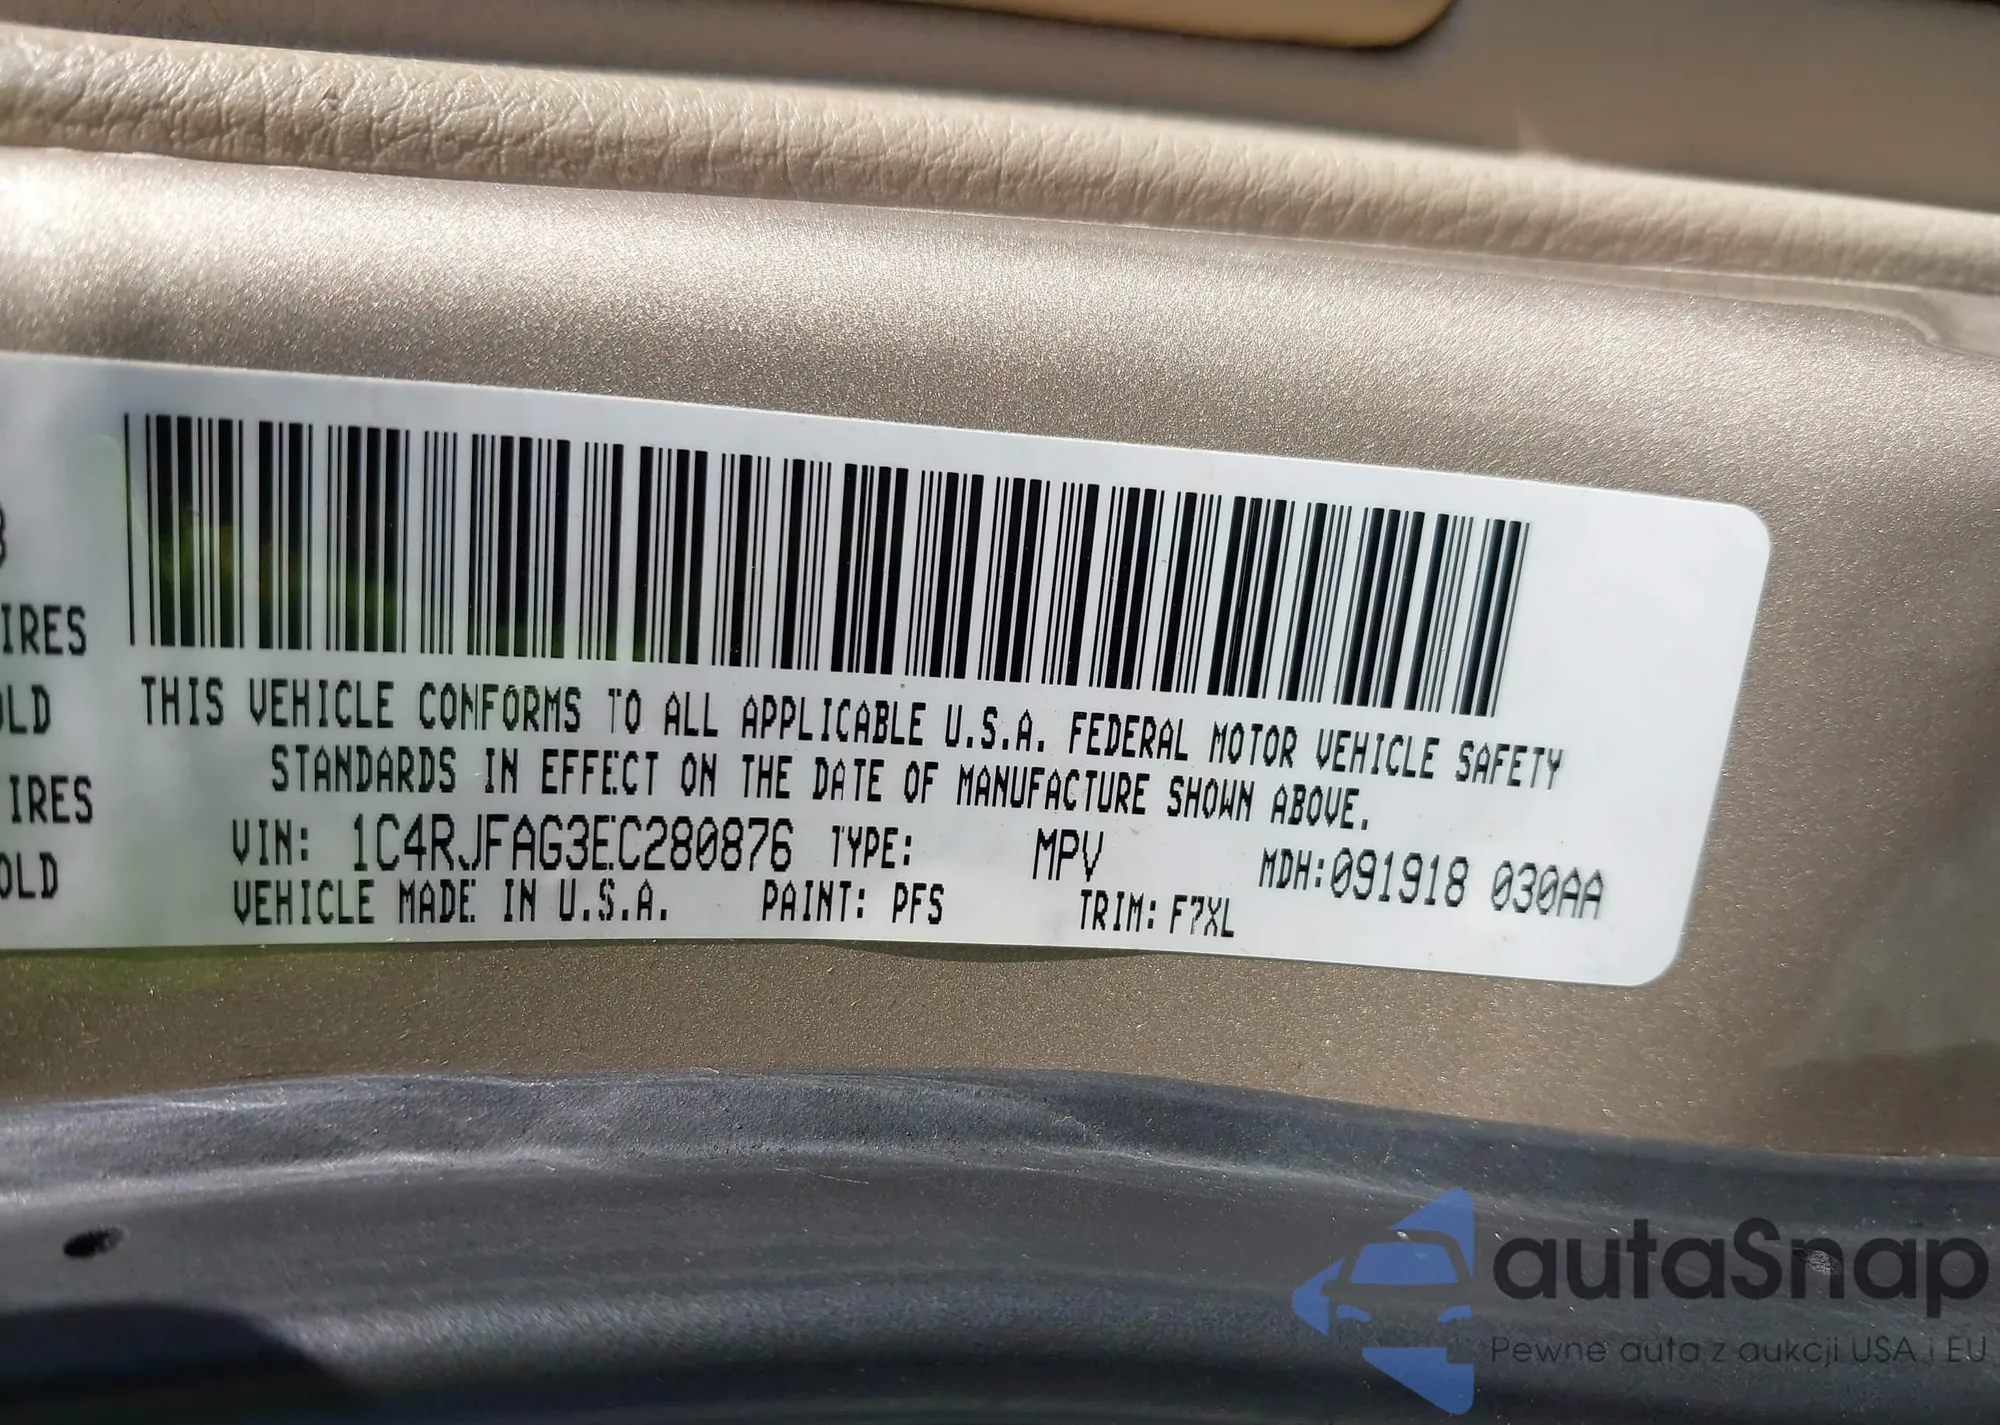 3
IRES
OLD
IRES
OLD
THIS VEHICLE CONFORMS TO ALL APPLICABLE U.S.A. FEDERAL MOTOR VEHICLE SAFETY
STANDARDS IN EFFECT ON THE DATE OF MANUFACTURE SHOWN ABOVE.
VIN: 1C4RJFAG3EC280876 TYPE: MPV MDH:091918 030AA
VEHICLE MADE IN U.S.A. PAINT: PFS TRIM: F7XL
autaSnap
Pewne auta z aukcji USA i EU